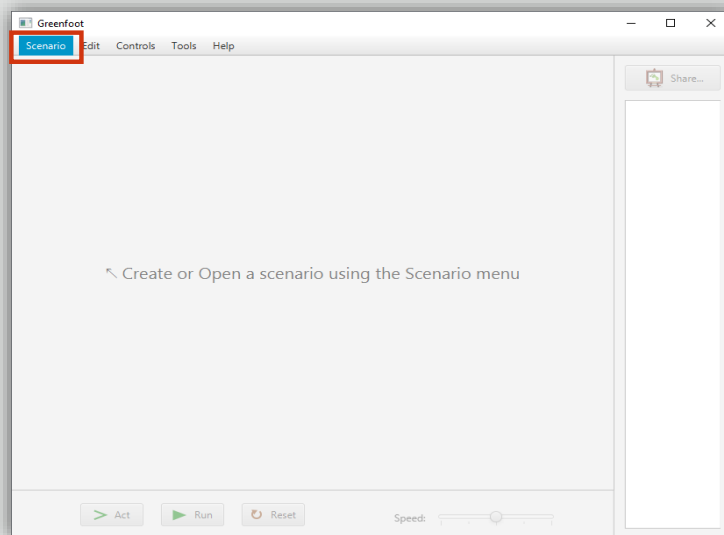 Greenfoot
Scenario Edit Controls Tools Help
Share...
↖ Create or Open a scenario using the Scenario menu
Act Run Reset Speed: